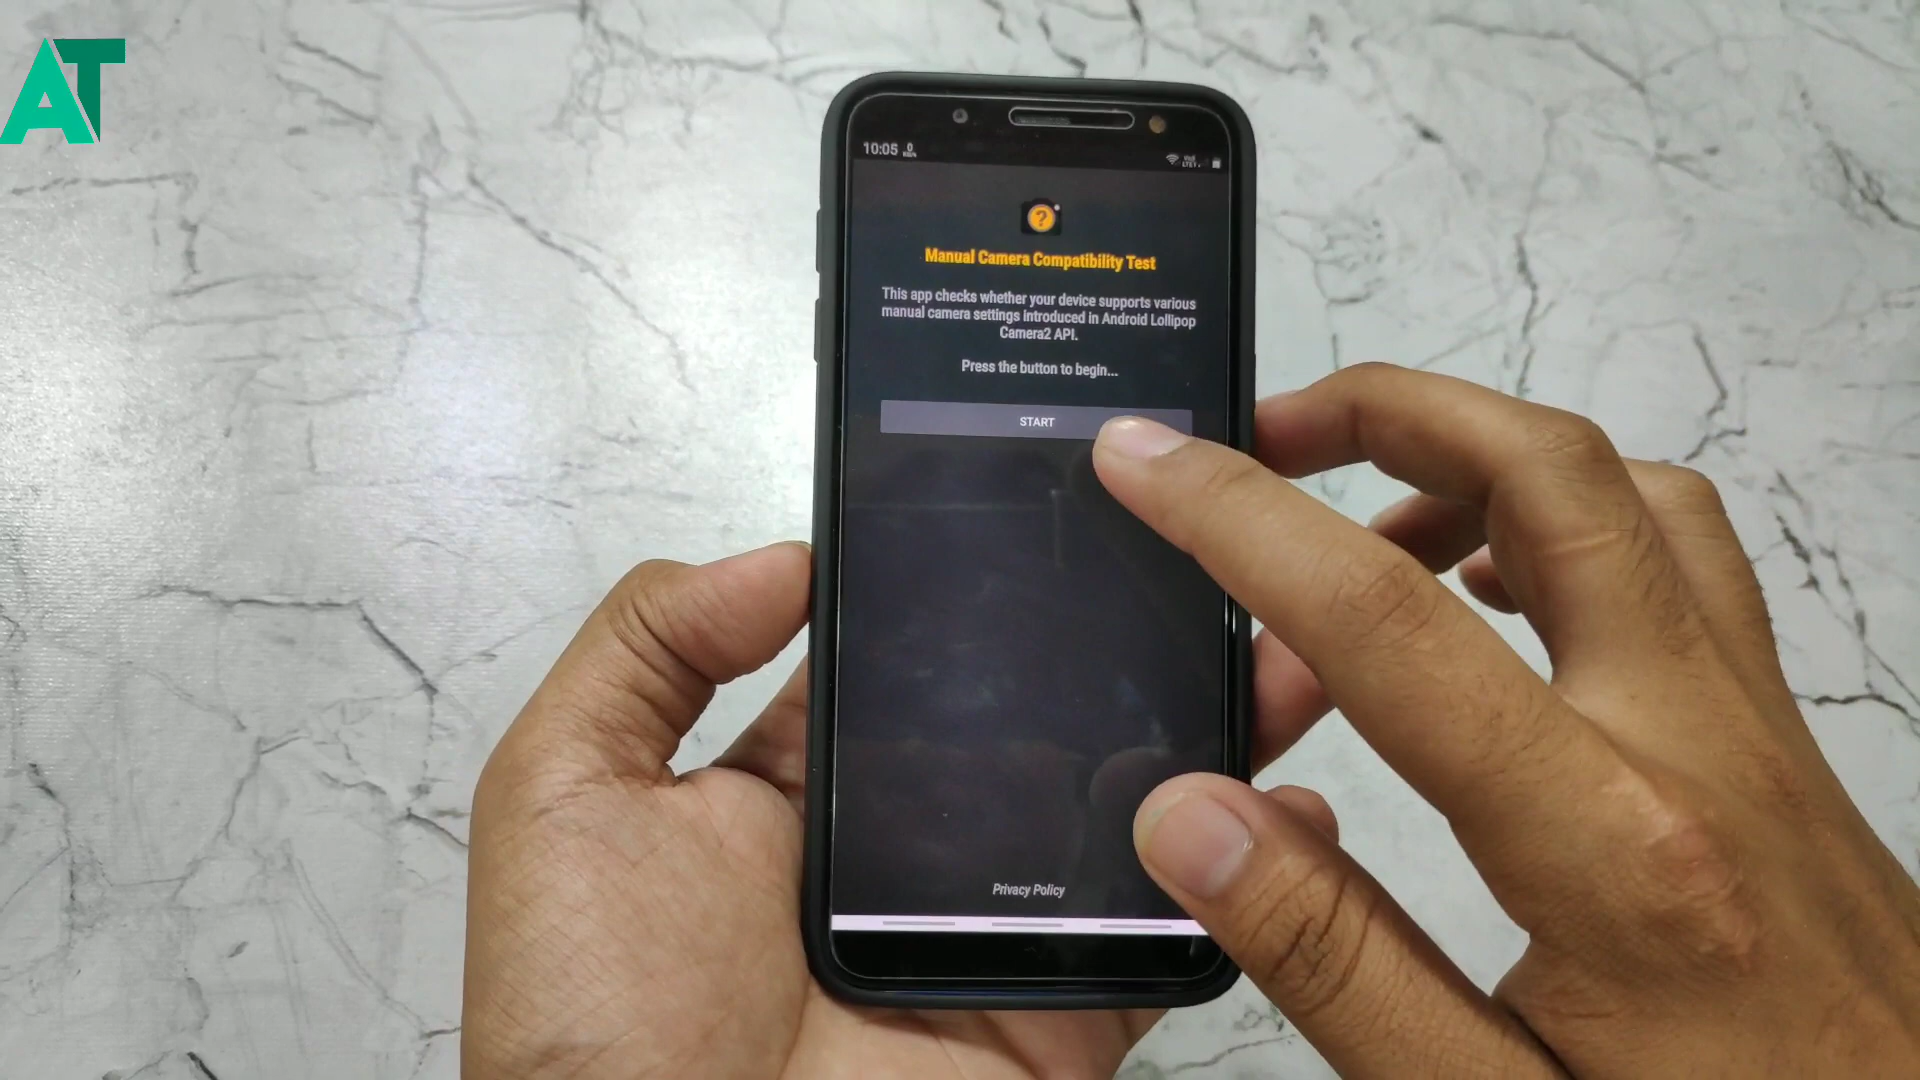 AT
10:05 0
Manual Camera Compatibility Test
This app checks whether your device supports various
manual camera settings introduced in Android Lollipop
Camera2 API.
Press the button to begin...
START
Privacy Policy